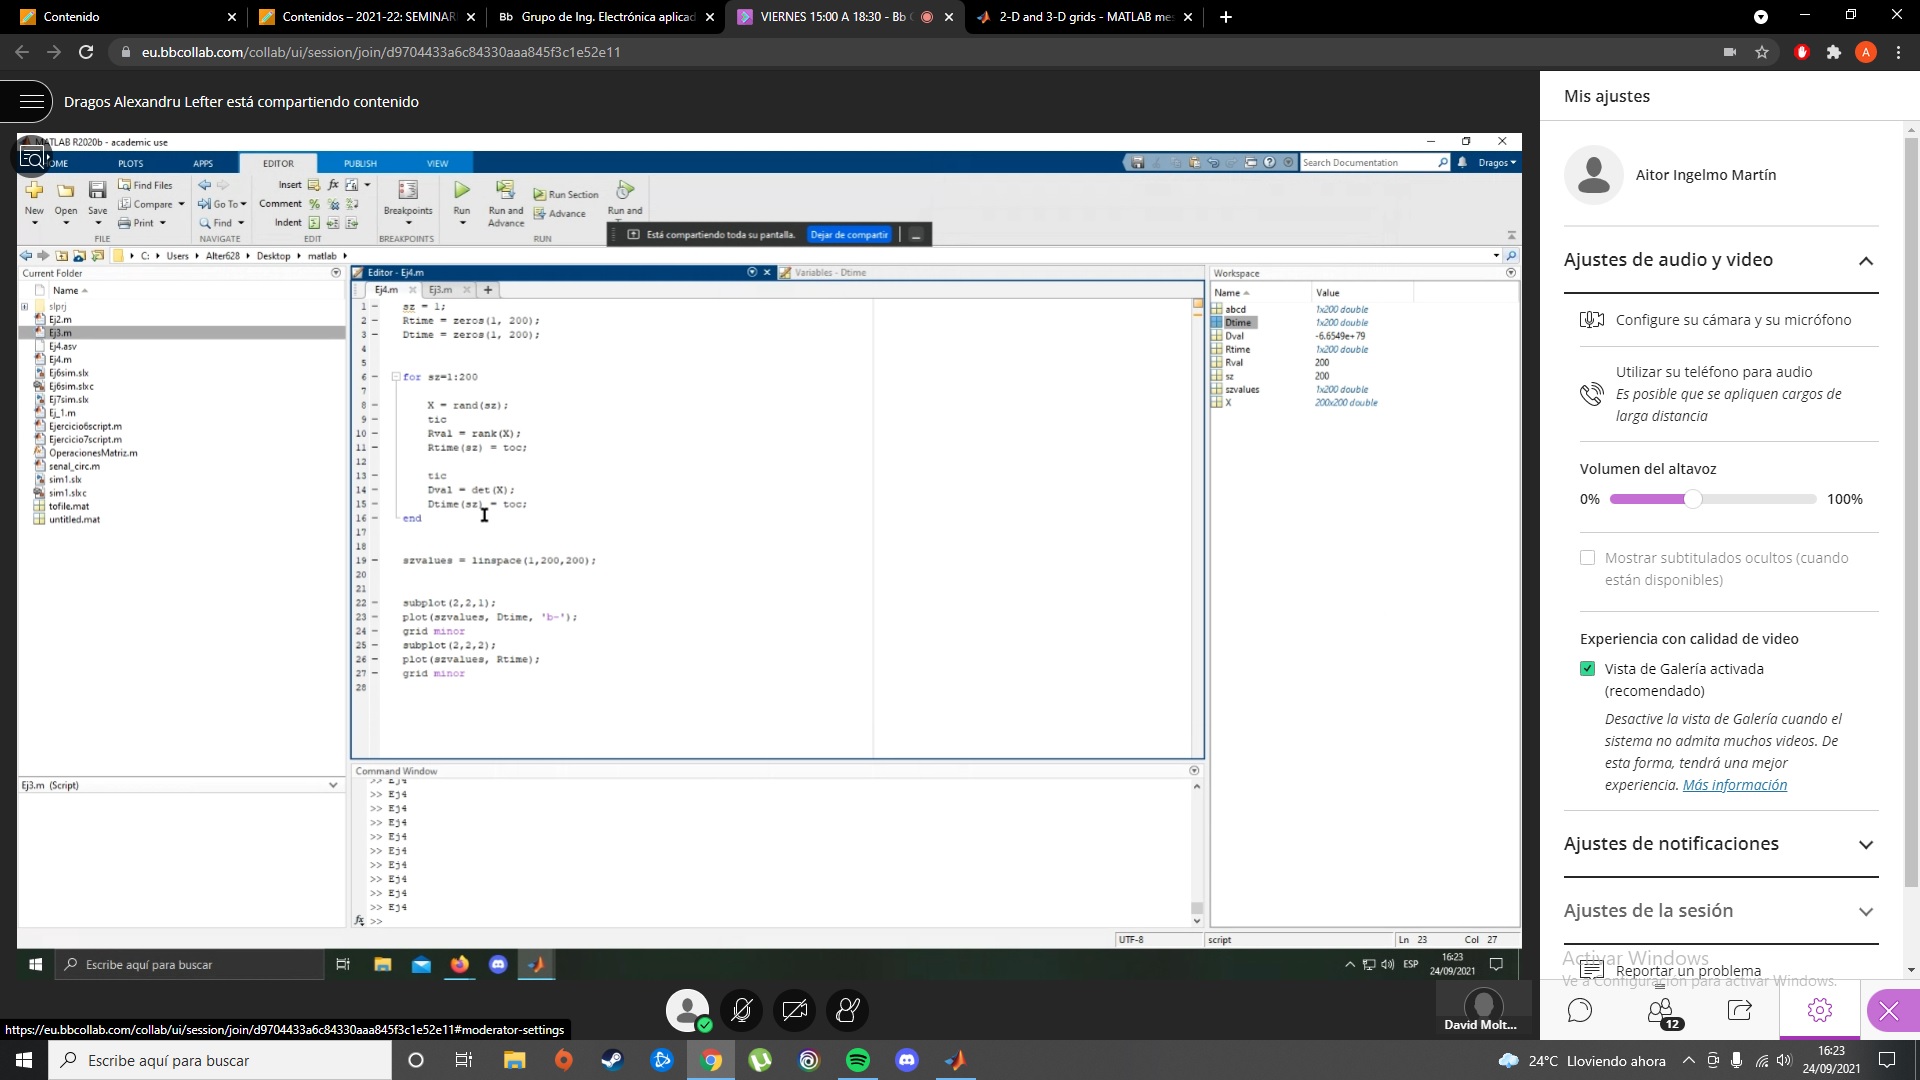 Contenido
Contenidos – 2021-22: SEMINAR
Bb Grupo de Ing. Electrónica aplicad
VIERNES 15:00 A 18:30 - Bb C
2-D and 3-D grids - MATLAB me
eu.bbcollab.com/collab/ui/session/join/d9704433a6c84330aaa845f3c1e52e11
A
Dragos Alexandru Lefter está compartiendo contenido
MATLAB R2020b - academic use
OME PLOTS APPS EDITOR PUBLISH VIEW
Search Documentation
Dragos
New
Open
Save
Find Files
Compare
Print
Go To
Find
Insert
Comment
Indent
Breakpoints
Run
Run and
Advance
Run Section
Advance
Run and
FILE NAVIGATE EDIT BREAKPOINTS RUN
Está compartiendo toda su pantalla. Dejar de compartir
C: Users Alter628 Desktop matlab
Current Folder
Name
slprj
Ej2.m
Ej3.m
Ej4.asv
Ej4.m
Ej6sim.slx
Ej6sim.slxc
Ej7sim.slx
Ej_1.m
Ejercicio6script.m
Ejercicio7script.m
OperacionesMatriz.m
senal_circ.m
sim1.slx
sim1.slxc
tofile.mat
untitled.mat
Ej3.m (Script)
Editor - Ej4.m
Variables - Dtime
Ej4.m
Ej3.m
1 sz = 1;
2 Rtime = zeros(1, 200);
3 Dtime = zeros(1, 200);
4
5
6 for sz=1:200
7
8 X = rand(sz);
9 tic
10 Rval = rank(X);
11 Rtime(sz) = toc;
12
13 tic
14 Dval = det(X);
15 Dtime(sz) = toc;
16 end
17
18
19 szvalues = linspace(1,200,200);
20
21
22 subplot(2,2,1);
23 plot(szvalues, Dtime, 'b-');
24 grid minor
25 subplot(2,2,2);
26 plot(szvalues, Rtime);
27 grid minor
28
Command Window
>> Ej4
>> Ej4
>> Ej4
>> Ej4
>> Ej4
>> Ej4
>> Ej4
>> Ej4
>> Ej4
>> Ej4
fx >>
Workspace
Name Value
abcd 1x200 double
Dtime 1x200 double
Dval -6.6549e+79
Rtime 1x200 double
Rval 200
sz 200
szvalues 1x200 double
X 200x200 double
UTF-8 script Ln 23 Col 27
Escribe aquí para buscar
ESP
16:23
24/09/2021
Mis ajustes
Aitor Ingelmo Martín
Ajustes de audio y video
Configure su cámara y su micrófono
Utilizar su teléfono para audio
Es posible que se apliquen cargos de
larga distancia
Volumen del altavoz
0% 100%
Mostrar subtitulados ocultos (cuando
están disponibles)
Experiencia con calidad de video
Vista de Galería activada
(recomendado)
Desactive la vista de Galería cuando el
sistema no admita muchos videos. De
esta forma, tendrá una mejor
experiencia. Más información
Ajustes de notificaciones
Ajustes de la sesión
Activar Windows
Ve a Configuración para activar Windows.
Reportar un problema
12
David Molt...
https://eu.bbcollab.com/collab/ui/session/join/d9704433a6c84330aaa845f3c1e52e11#moderator-settings
Escribe aquí para buscar
24°C Lloviendo ahora
16:23
24/09/2021